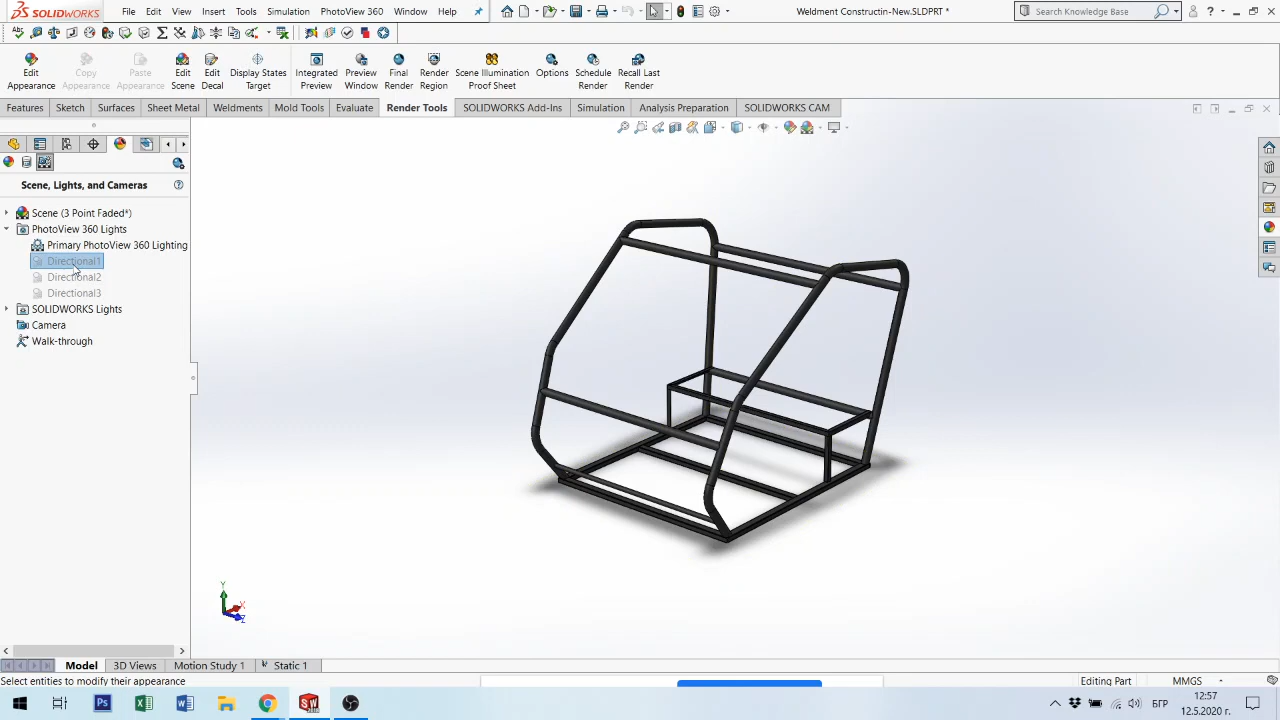 SOLIDWORKS File Edit View Insert Tools Simulation PhotoView 360 Window Help Weldment Constructin-New.SLDPRT * Search Knowledge Base
Edit Appearance
Copy Appearance
Paste Appearance
Edit Scene
Edit Decal
Display States Target
Integrated Preview
Preview Window
Final Render
Render Region
Scene Illumination Proof Sheet
Options
Schedule Render
Recall Last Render
Features Sketch Surfaces Sheet Metal Weldments Mold Tools Evaluate Render Tools SOLIDWORKS Add-Ins Simulation Analysis Preparation SOLIDWORKS CAM
Scene, Lights, and Cameras
Scene (3 Point Faded*)
PhotoView 360 Lights
Primary PhotoView 360 Lighting
Directional1
Directional2
Directional3
SOLIDWORKS Lights
Camera
Walk-through
Y
X
Z
Model 3D Views Motion Study 1 Static 1
Select entities to modify their appearance Editing Part MMGS
Ps БГР 12:57
12.5.2020 г.